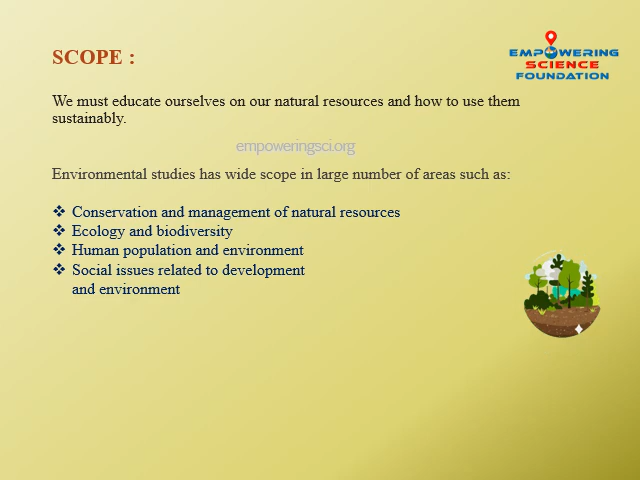 SCOPE :
EMPOWERING
SCIENCE
FOUNDATION
We must educate ourselves on our natural resources and how to use them
sustainably.
empoweringsci.org
Environmental studies has wide scope in large number of areas such as:
❖ Conservation and management of natural resources
❖ Ecology and biodiversity
❖ Human population and environment
❖ Social issues related to development
and environment